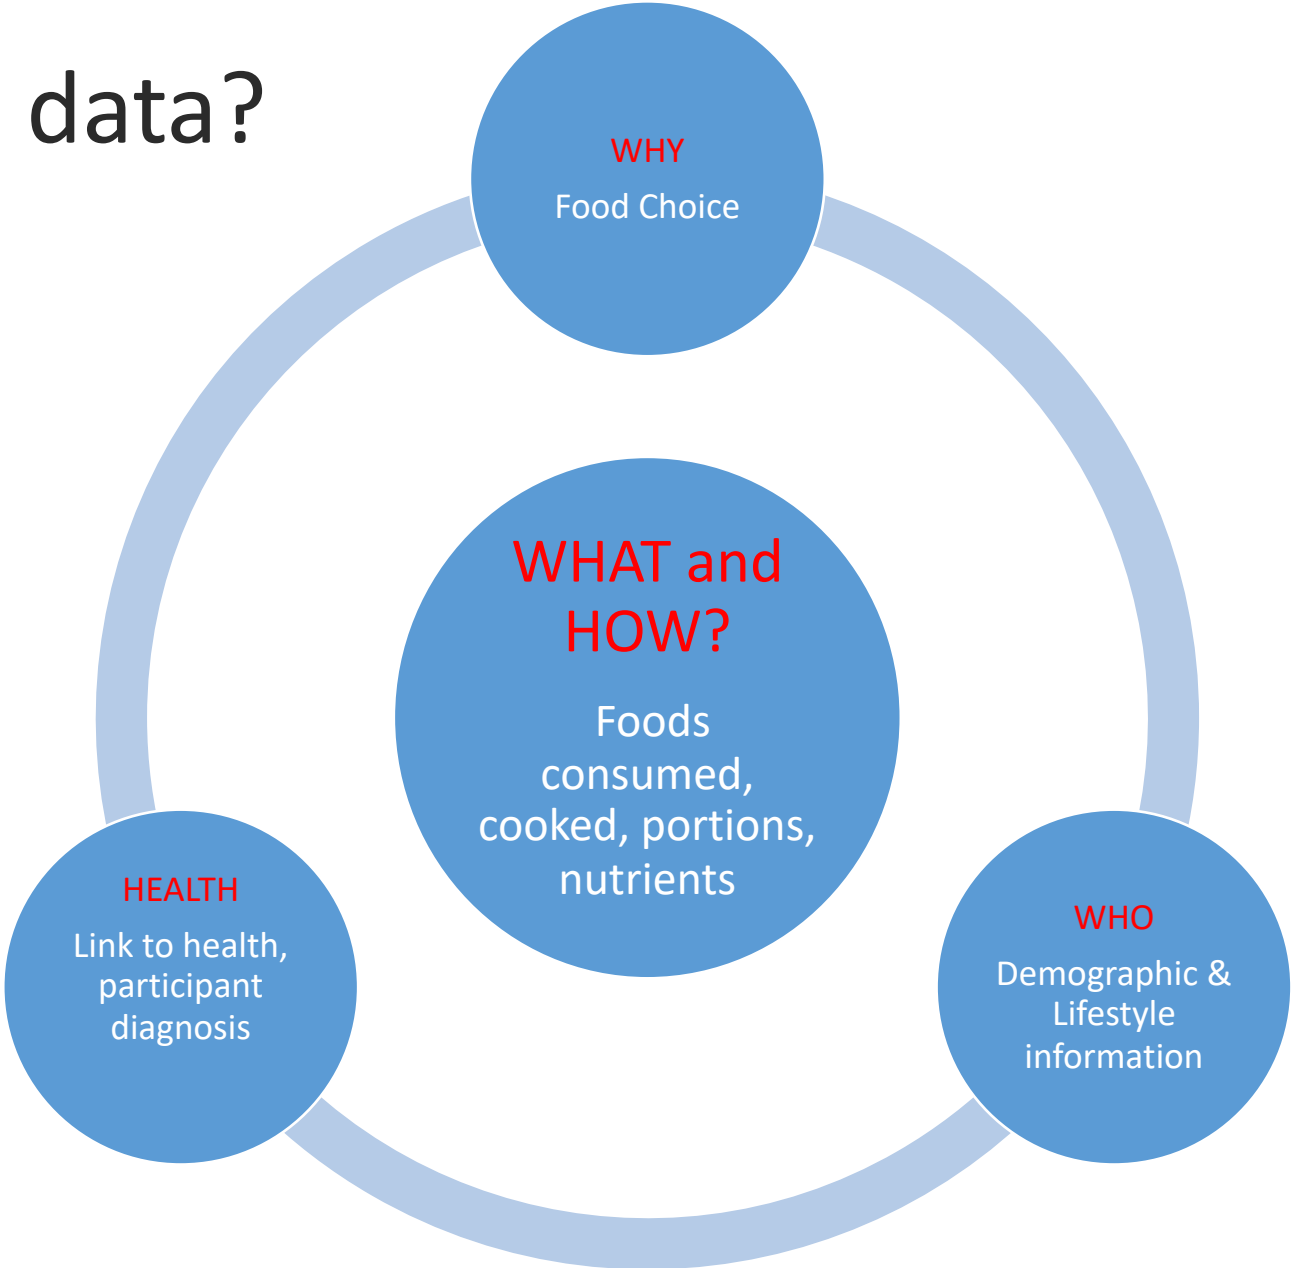 data?
WHY
Food Choice
WHAT and
HOW?
Foods
consumed,
cooked, portions,
nutrients
HEALTH
Link to health,
participant
diagnosis
WHO
Demographic &
Lifestyle
information